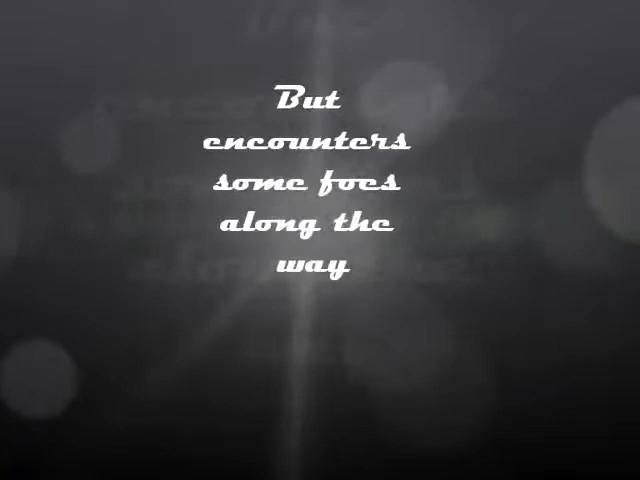 But
encounters
some foes
along the
way